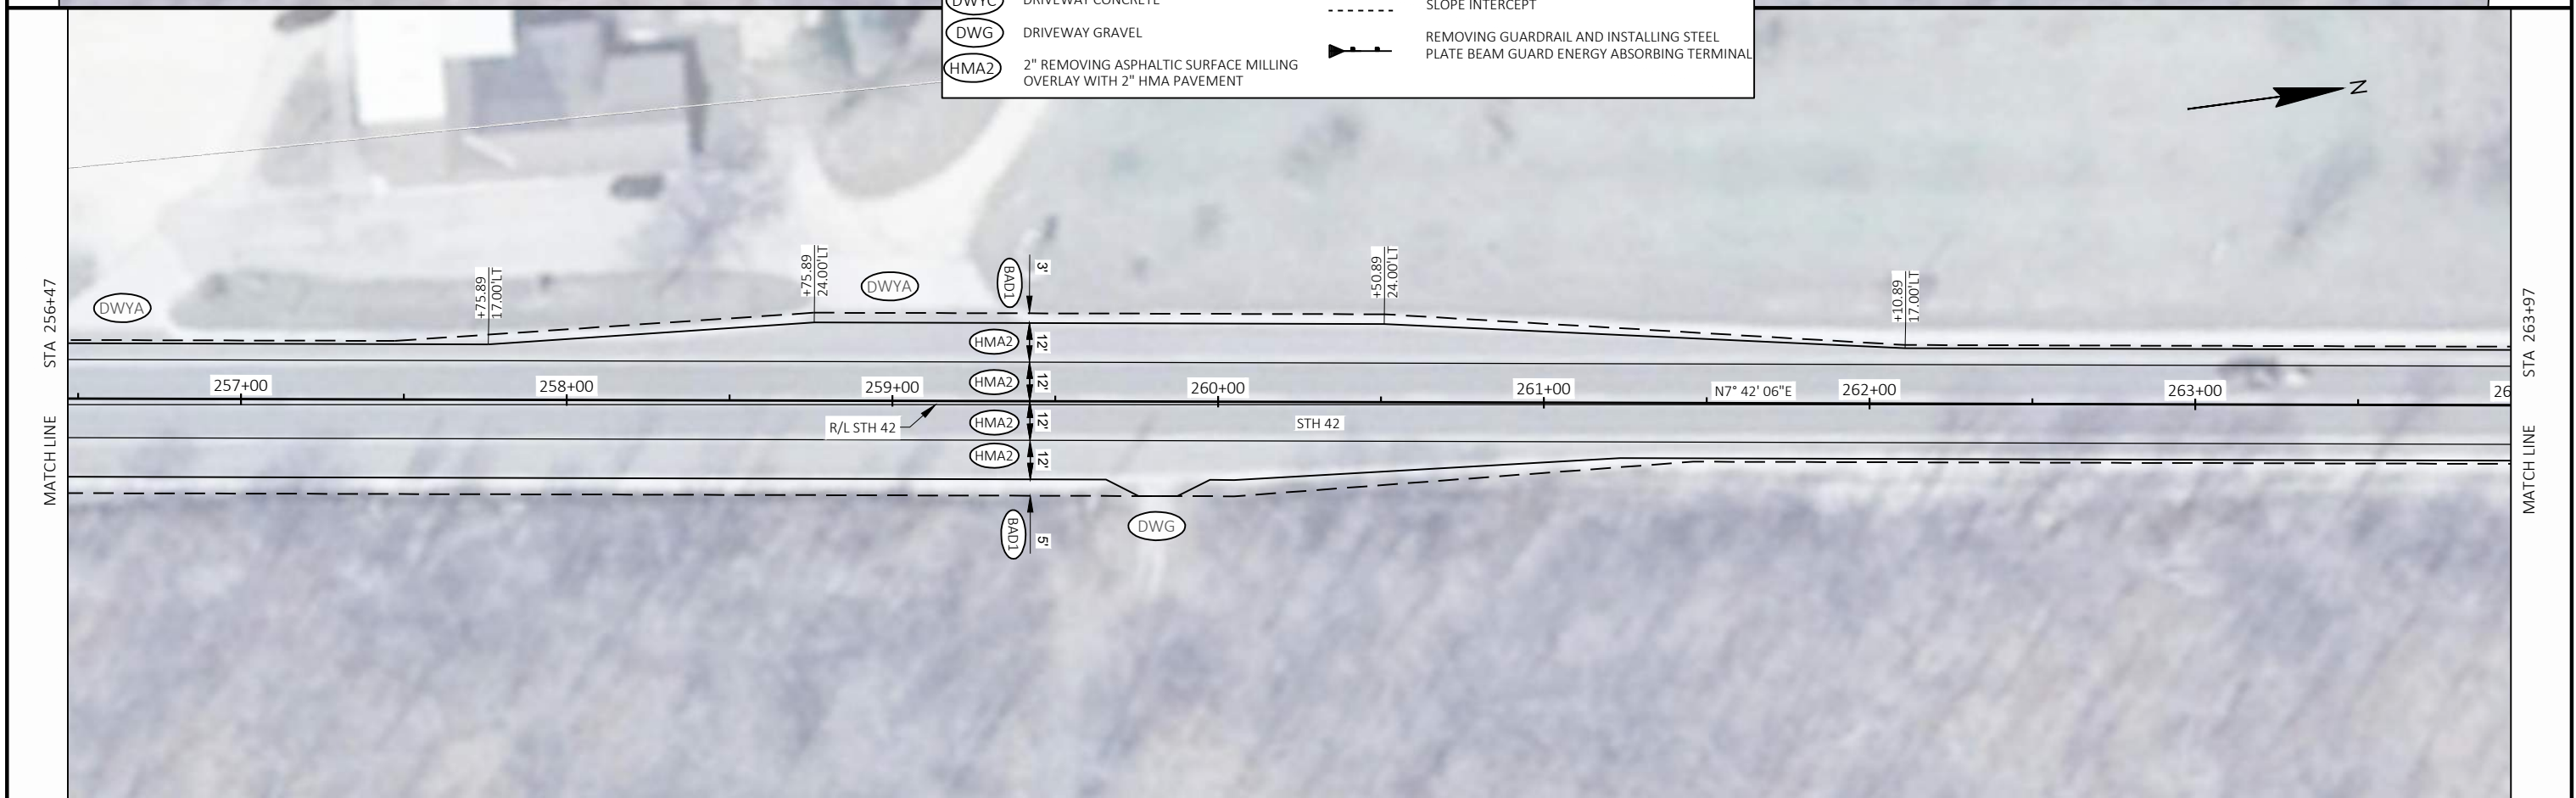 DWYC DRIVEWAY CONCRETE
SLOPE INTERCEPT
DWG DRIVEWAY GRAVEL
REMOVING GUARDRAIL AND INSTALLING STEEL
PLATE BEAM GUARD ENERGY ABSORBING TERMINAL
HMA2 2" REMOVING ASPHALTIC SURFACE MILLING
OVERLAY WITH 2" HMA PAVEMENT
N
STA 256+47
MATCH LINE
DWYA
+75.89
17.00'LT
+75.89
24.00'LT
DWYA
BAD1
3'
+50.89
24.00'LT
+10.89
17.00'LT
HMA2 12'
HMA2 12'
257+00
258+00
259+00
260+00
261+00
N7° 42' 06"E
262+00
263+00
26
R/L STH 42
HMA2 12'
STH 42
HMA2 12'
BAD1
5'
DWG
STA 263+97
MATCH LINE